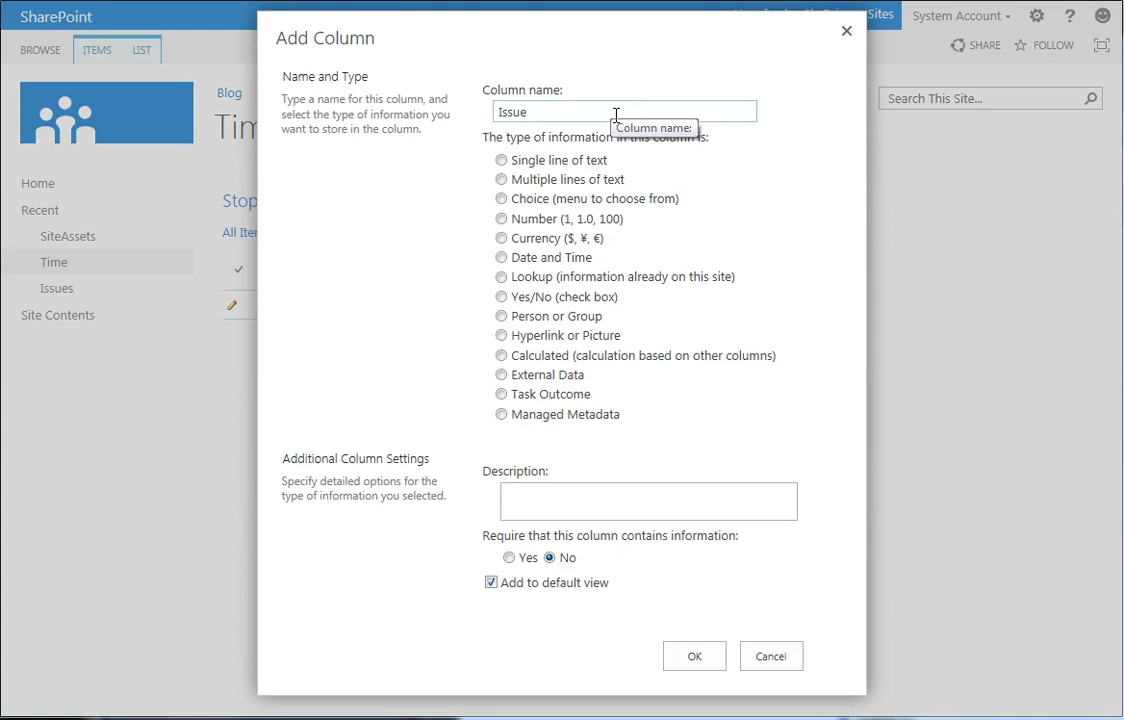 SharePoint
Sites
System Account
?
BROWSE
ITEMS
LIST
SHARE
FOLLOW
Blog
Tim
Search This Site...
Home
Recent
SiteAssets
Time
Issues
Site Contents
Stop
All Iter
Add Column
Name and Type
Type a name for this column, and
select the type of information you
want to store in the column.
Column name:
Issue
Column name:
The type of information in this column is:
Single line of text
Multiple lines of text
Choice (menu to choose from)
Number (1, 1.0, 100)
Currency ($, ¥, €)
Date and Time
Lookup (information already on this site)
Yes/No (check box)
Person or Group
Hyperlink or Picture
Calculated (calculation based on other columns)
External Data
Task Outcome
Managed Metadata
Additional Column Settings
Specify detailed options for the
type of information you selected.
Description:
Require that this column contains information:
Yes No
Add to default view
OK
Cancel